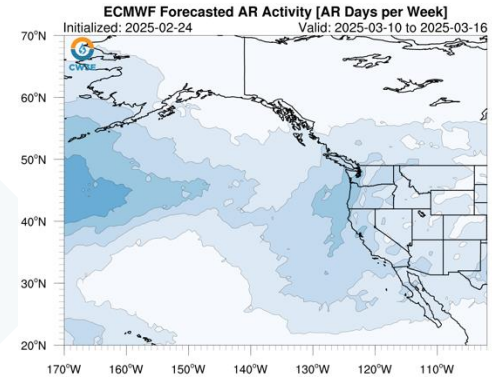 ECMWF Forecasted AR Activity [AR Days per Week]
Initialized: 2025-02-24 Valid: 2025-03-10 to 2025-03-16
70°N
CW3E
60°N
50°N
40°N
30°N
20°N
170°W 160°W 150°W 140°W 130°W 120°W 110°W